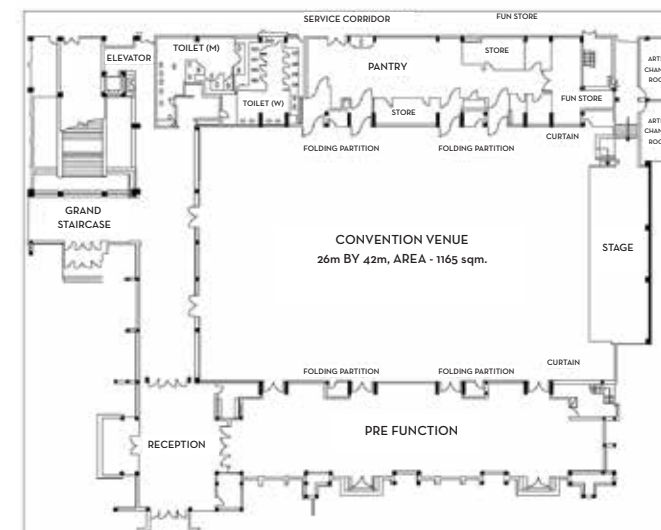 SERVICE CORRIDOR
FUN STORE
ELEVATOR
TOILET (M)
STORE
PANTRY
TOILET (W)
FUN STORE
STORE
CURTAIN
FOLDING PARTITION
FOLDING PARTITION
GRAND
STAIRCASE
CONVENTION VENUE
26m BY 42m, AREA - 1165 sqm.
STAGE
CURTAIN
FOLDING PARTITION
FOLDING PARTITION
RECEPTION
PRE FUNCTION